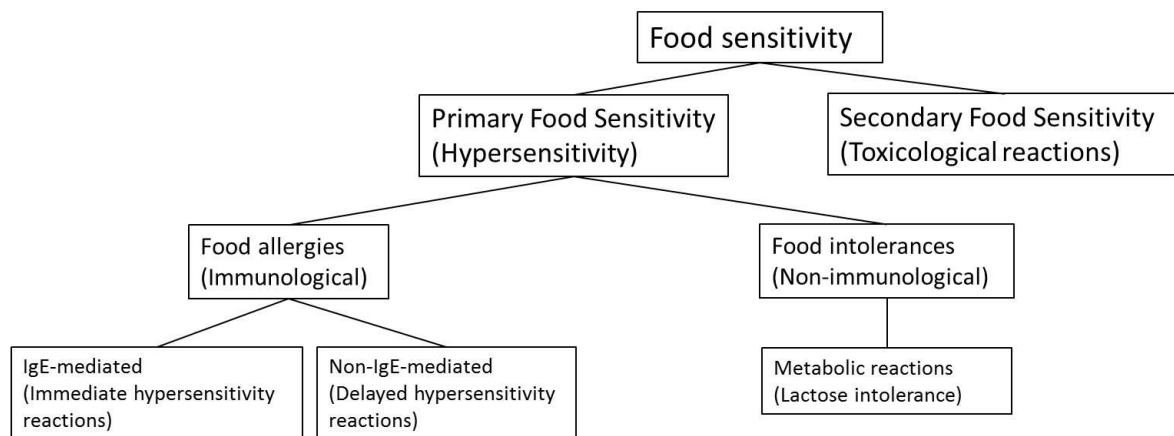 Food sensitivity
Primary Food Sensitivity
(Hypersensitivity)
Secondary Food Sensitivity
(Toxicological reactions)
Food allergies
(Immunological)
Food intolerances
(Non-immunological)
IgE-mediated
(Immediate hypersensitivity
reactions)
Non-IgE-mediated
(Delayed hypersensitivity
reactions)
Metabolic reactions
(Lactose intolerance)